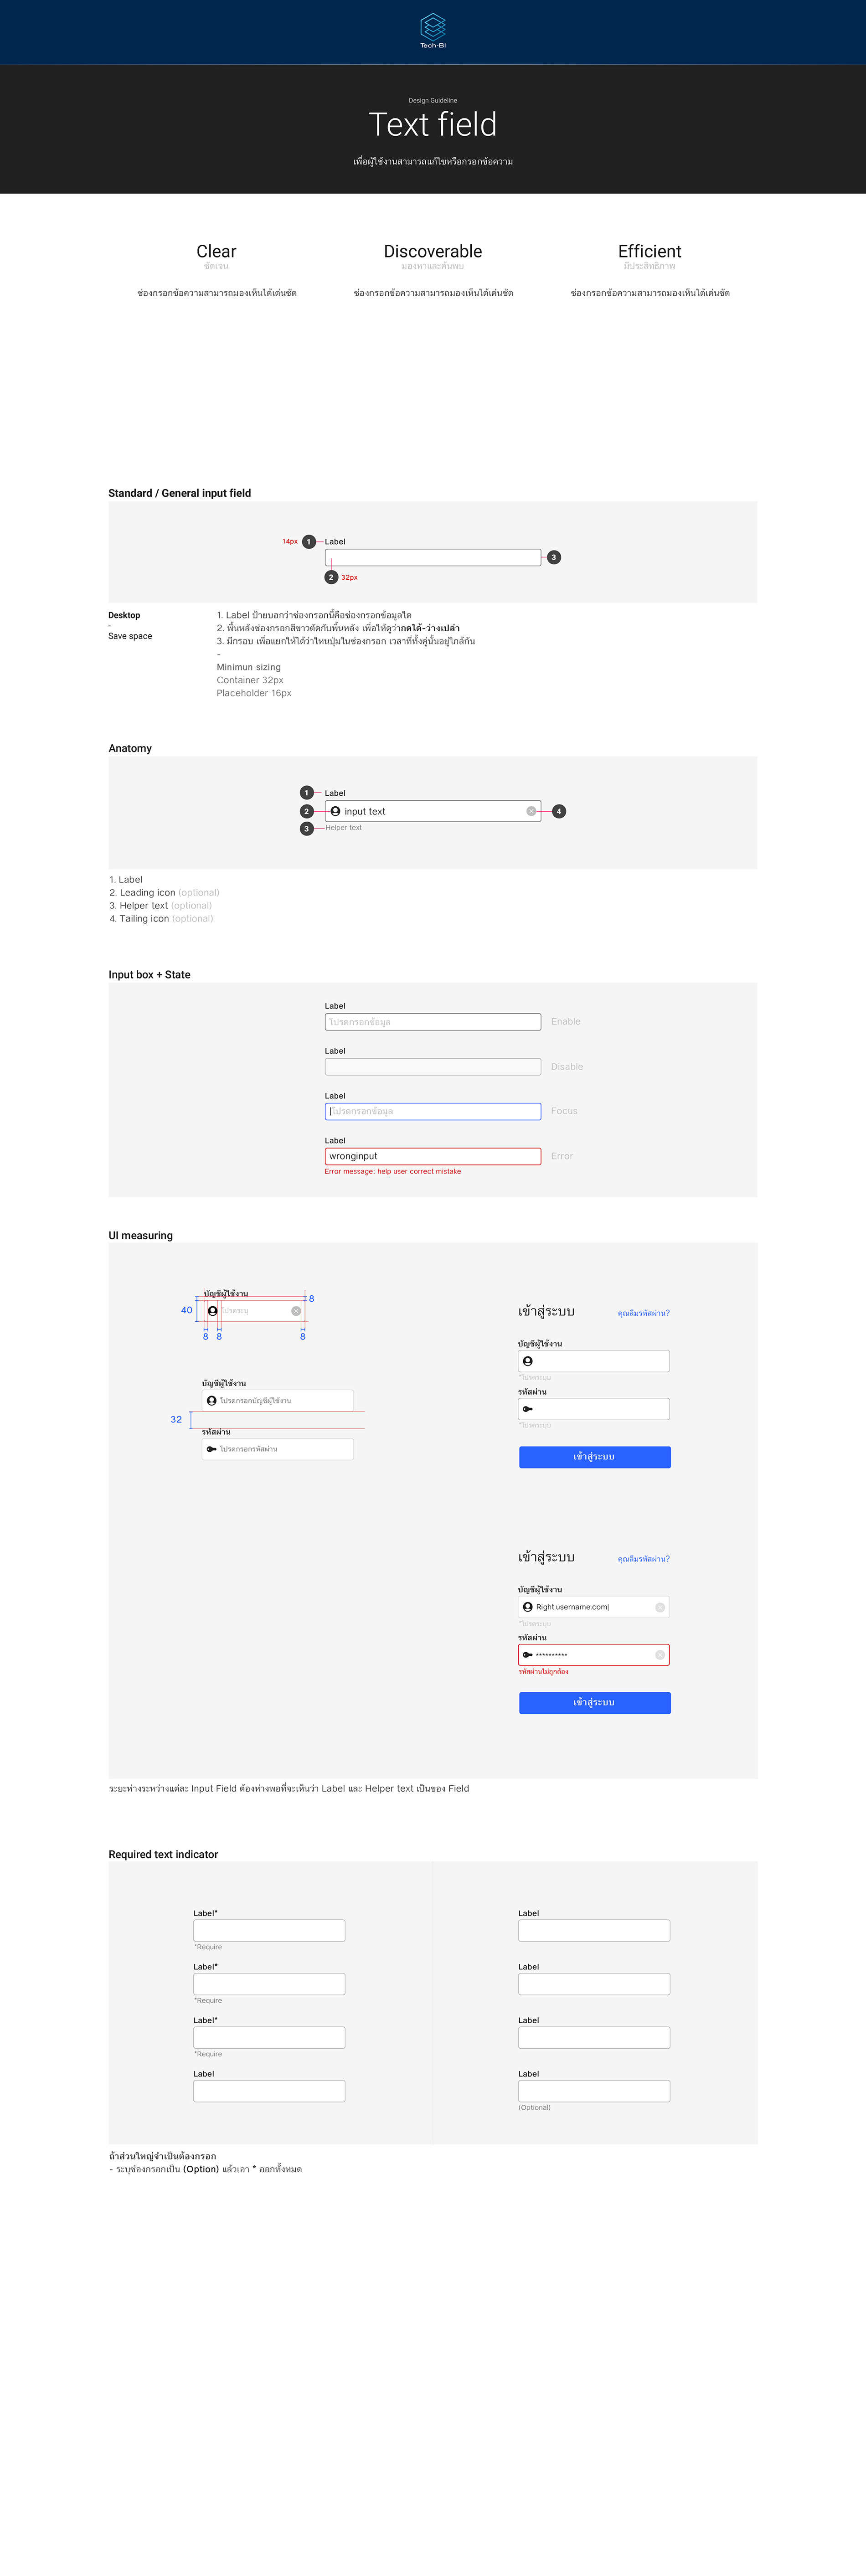 Tech-BI
Design Guideline
Text field
เพื่อผู้ใช้งานสามารถแก้ไขหรือกรอกข้อความ
Clear
ชัดเจน
ช่องกรอกข้อความสามารถมองเห็นได้เด่นชัด
Discoverable
มองหาและค้นพบ
ช่องกรอกข้อความสามารถมองเห็นได้เด่นชัด
Efficient
มีประสิทธิภาพ
ช่องกรอกข้อความสามารถมองเห็นได้เด่นชัด
Standard / General input field
14px 1 Label
3
2 32px
Desktop
-
Save space
1. Label ป้ายบอกว่าช่องกรอกนี้คือช่องกรอกข้อมูลใด
2. พื้นหลังช่องกรอกสีขาวตัดกับพื้นหลัง เพื่อให้ดูว่ากดได้-ว่างเปล่า
3. มีกรอบ เพื่อแยกให้ได้ว่าไหนปุ่มไนช่องกรอก เวลาที่ทั้งคู่นั้นอยู่ใกล้กัน
-
Minimun sizing
Container 32px
Placeholder 16px
Anatomy
1 Label
2 input text 4
3 Helper text
1. Label
2. Leading icon (optional)
3. Helper text (optional)
4. Tailing icon (optional)
Input box + State
Label
โปรดกรอกข้อมูล Enable
Label
Disable
Label
โปรดกรอกข้อมูล Focus
Label
wronginput Error
Error message: help user correct mistake
UI measuring
บัญชีผู้ใช้งาน
8
40 โปรดระบุ
8 8 8
บัญชีผู้ใช้งาน
โปรดกรอกบัญชีผู้ใช้งาน
32
รหัสผ่าน
โปรดกรอกรหัสผ่าน
เข้าสู่ระบบ คุณลืมรหัสผ่าน?
บัญชีผู้ใช้งาน
*โปรดระบุบ
รหัสผ่าน
*โปรดระบุบ
เข้าสู่ระบบ
เข้าสู่ระบบ คุณลืมรหัสผ่าน?
บัญชีผู้ใช้งาน
Right.username.com|
*โปรดระบุบ
รหัสผ่าน
**********
รหัสผ่านไม่ถูกต้อง
เข้าสู่ระบบ
ระยะห่างระหว่างแต่ละ Input Field ต้องห่างพอที่จะเห็นว่า Label และ Helper text เป็นของ Field
Required text indicator
Label*
*Require
Label*
*Require
Label*
*Require
Label
Label
Label
Label
Label
(Optional)
ถ้าส่วนใหญ่จำเป็นต้องกรอก
- ระบุช่องกรอกเป็น (Option) แล้วเอา * ออกทั้งหมด